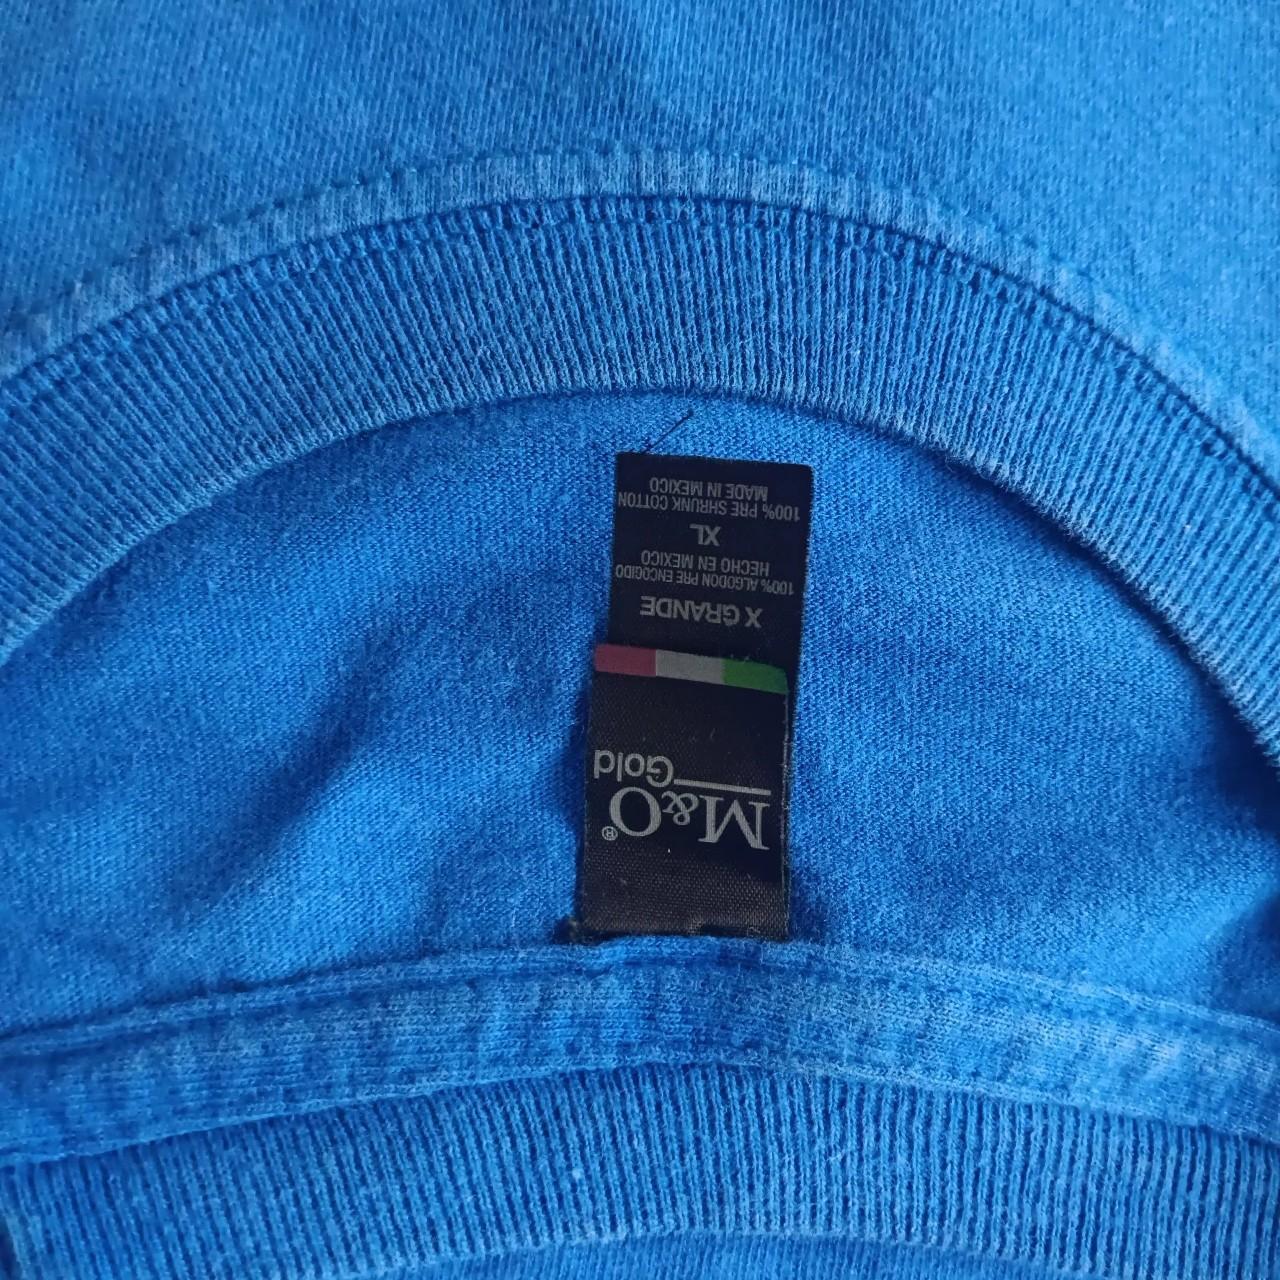 M&O®
Gold
X GRANDE
100% ALGODON PRE ENCOGIDO
HECHO EN MEXICO
XL
100% PRE SHRUNK COTTON
MADE IN MEXICO